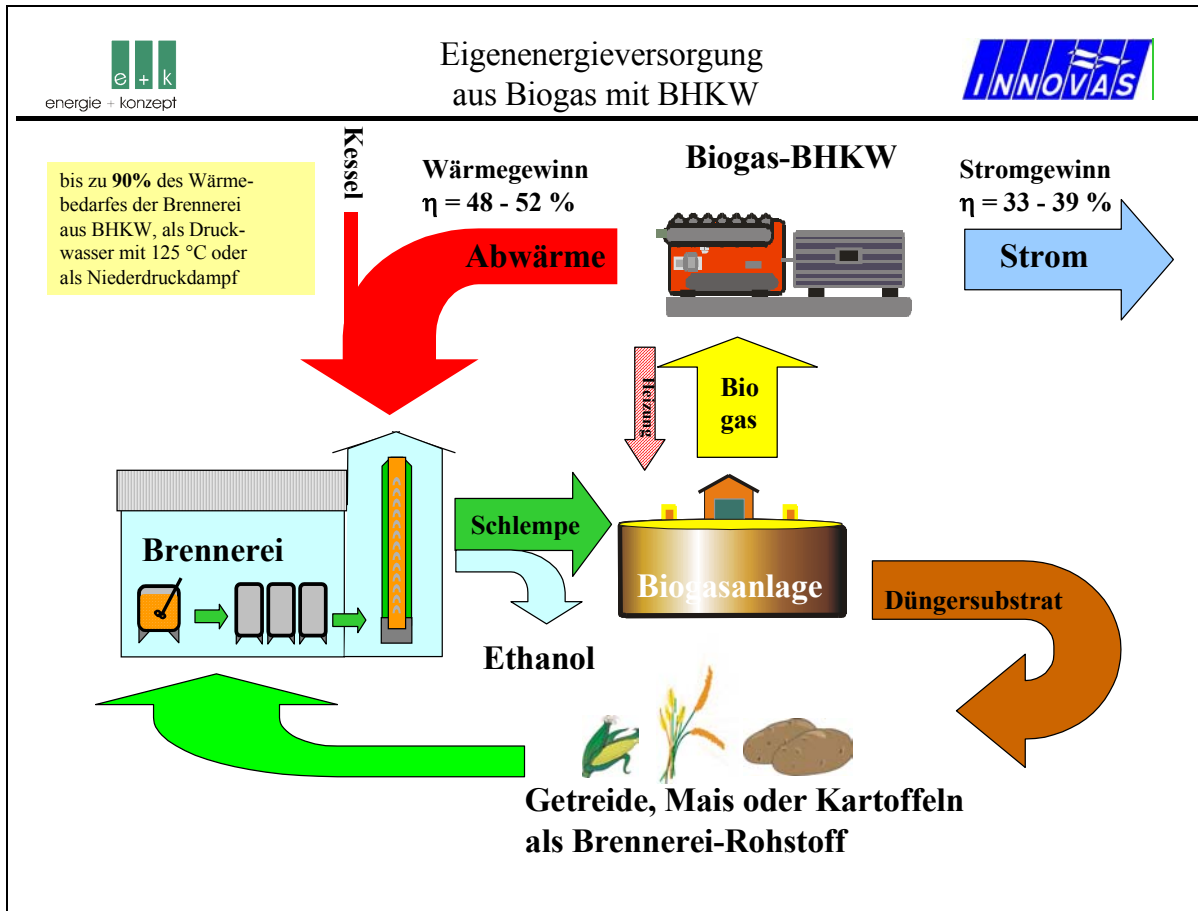 e + k
energie + konzept
Eigenenergieversorgung
aus Biogas mit BHKW
INNOVAS
bis zu 90% des Wärme-
bedarfes der Brennerei
aus BHKW, als Druck-
wasser mit 125 °C oder
als Niederdruckdampf
Kessel
Wärmegewinn
η = 48 - 52 %
Abwärme
Biogas-BHKW
Stromgewinn
η = 33 - 39 %
Strom
Heizung
Bio
gas
Brennerei
Schlempe
Ethanol
Biogasanlage
Düngersubstrat
Getreide, Mais oder Kartoffeln
als Brennerei-Rohstoff